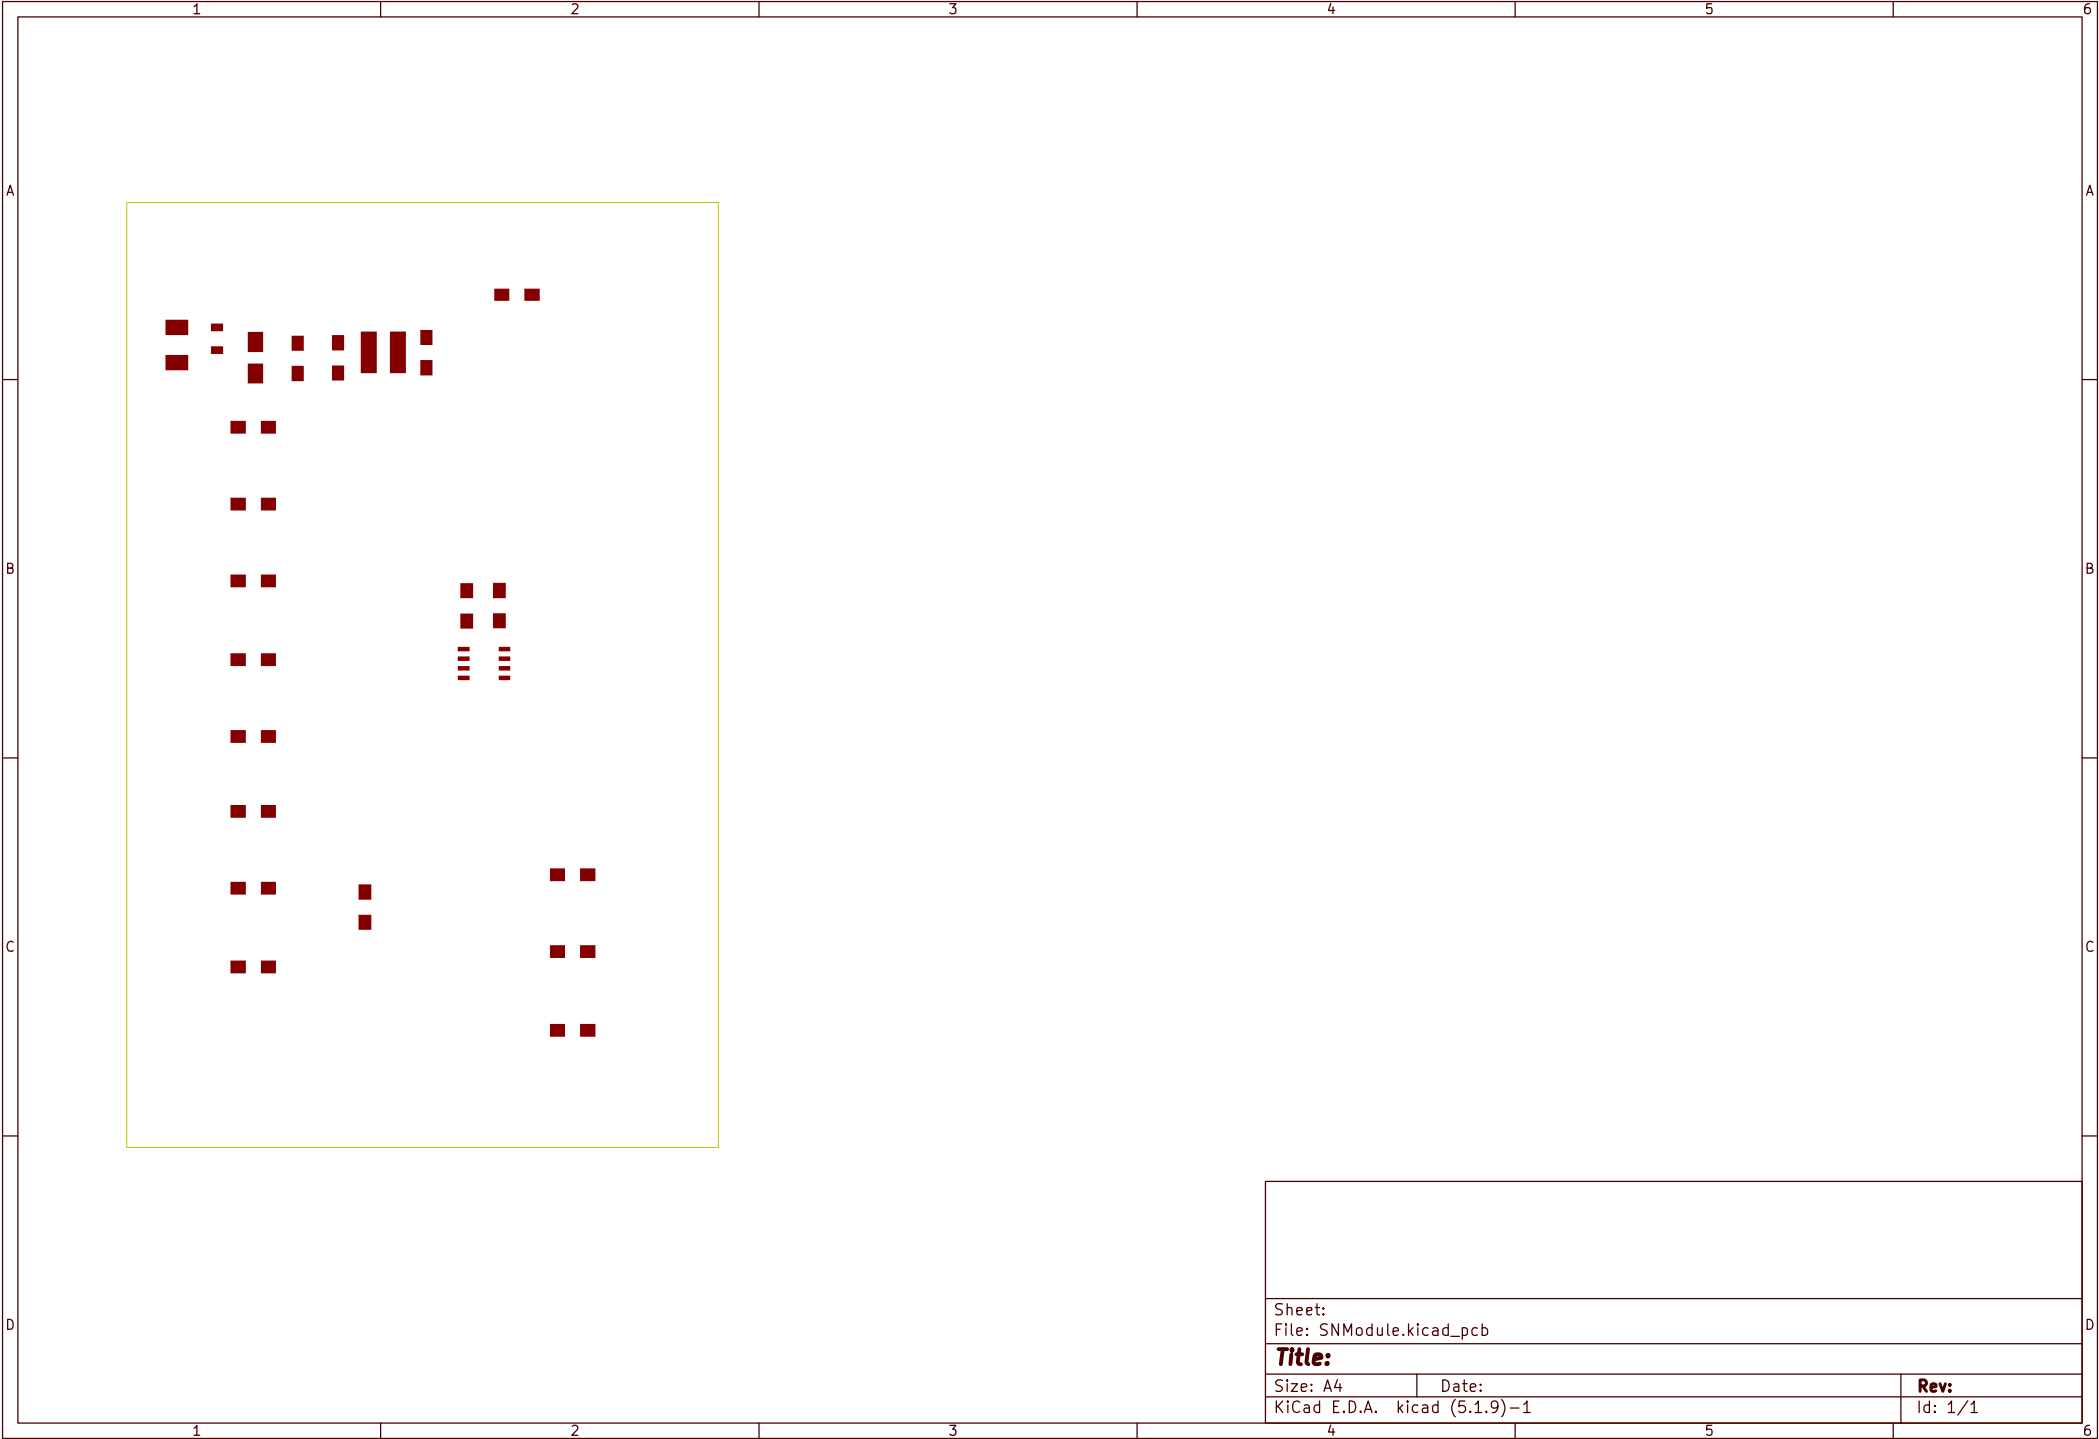 1 2 3 4 5 6
A A
B B
C C
Sheet:
File: SNModule.kicad_pcb
D D
Title:
Size: A4 Date: Rev:
KiCad E.D.A. kicad (5.1.9)-1 Id: 1/1
1 2 3 4 5 6